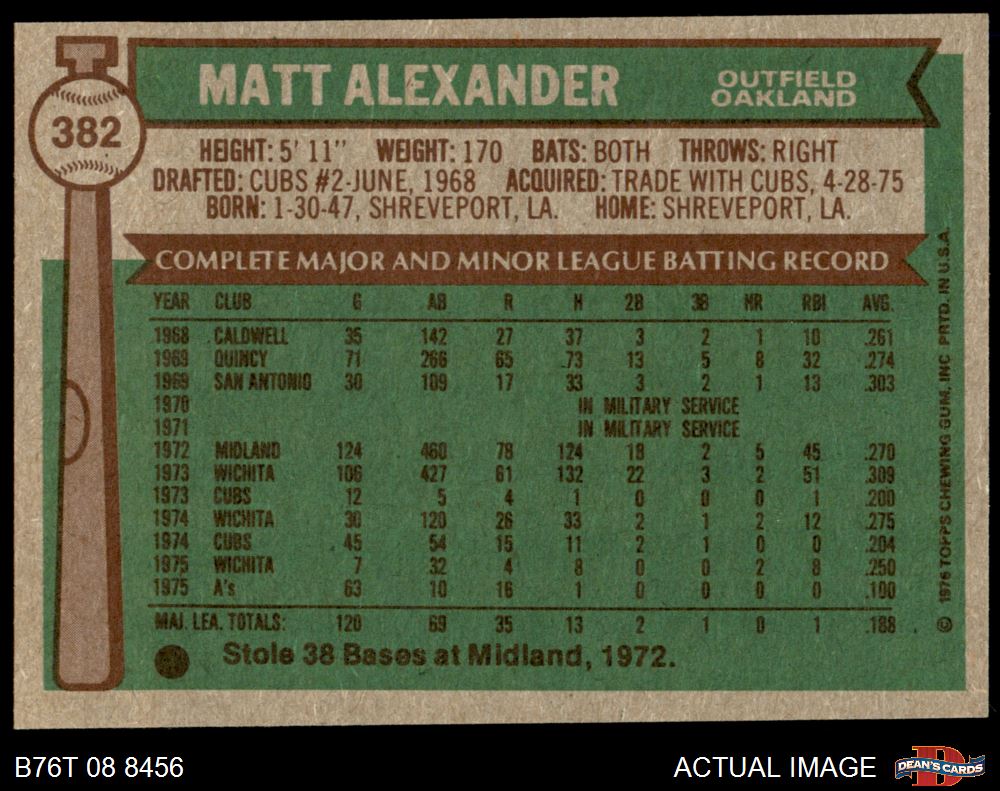 382
MATT ALEXANDER
OUTFIELD
OAKLAND
HEIGHT: 5' 11" WEIGHT: 170 BATS: BOTH THROWS: RIGHT
DRAFTED: CUBS #2-JUNE, 1968 ACQUIRED: TRADE WITH CUBS, 4-28-75
BORN: 1-30-47, SHREVEPORT, LA. HOME: SHREVEPORT, LA.
COMPLETE MAJOR AND MINOR LEAGUE BATTING RECORD
YEAR CLUB G AB R H 2B 3B HR RBI AVG.
1968 CALDWELL 35 142 27 37 3 2 1 10 .261
1969 QUINCY 71 266 65 73 13 5 8 32 .274
1969 SAN ANTONIO 30 109 17 33 3 2 1 13 .303
1970 IN MILITARY SERVICE
1971 IN MILITARY SERVICE
1972 MIDLAND 124 460 78 124 18 2 5 45 .270
1973 WICHITA 106 427 61 132 22 3 2 51 .309
1973 CUBS 12 5 4 1 0 0 0 1 .200
1974 WICHITA 30 120 26 33 2 1 2 12 .275
1974 CUBS 45 54 15 11 2 1 0 0 .204
1975 WICHITA 7 32 4 8 0 0 2 8 .250
1975 A's 63 10 16 1 0 0 0 0 .100
MAJ. LEA. TOTALS: 120 69 35 13 2 1 0 1 .188
Stole 38 Bases at Midland, 1972.
© 1976 TOPPS CHEWING GUM, INC. PRTD. IN U.S.A.
B76T 08 8456
ACTUAL IMAGE
D
DEAN'S CARDS